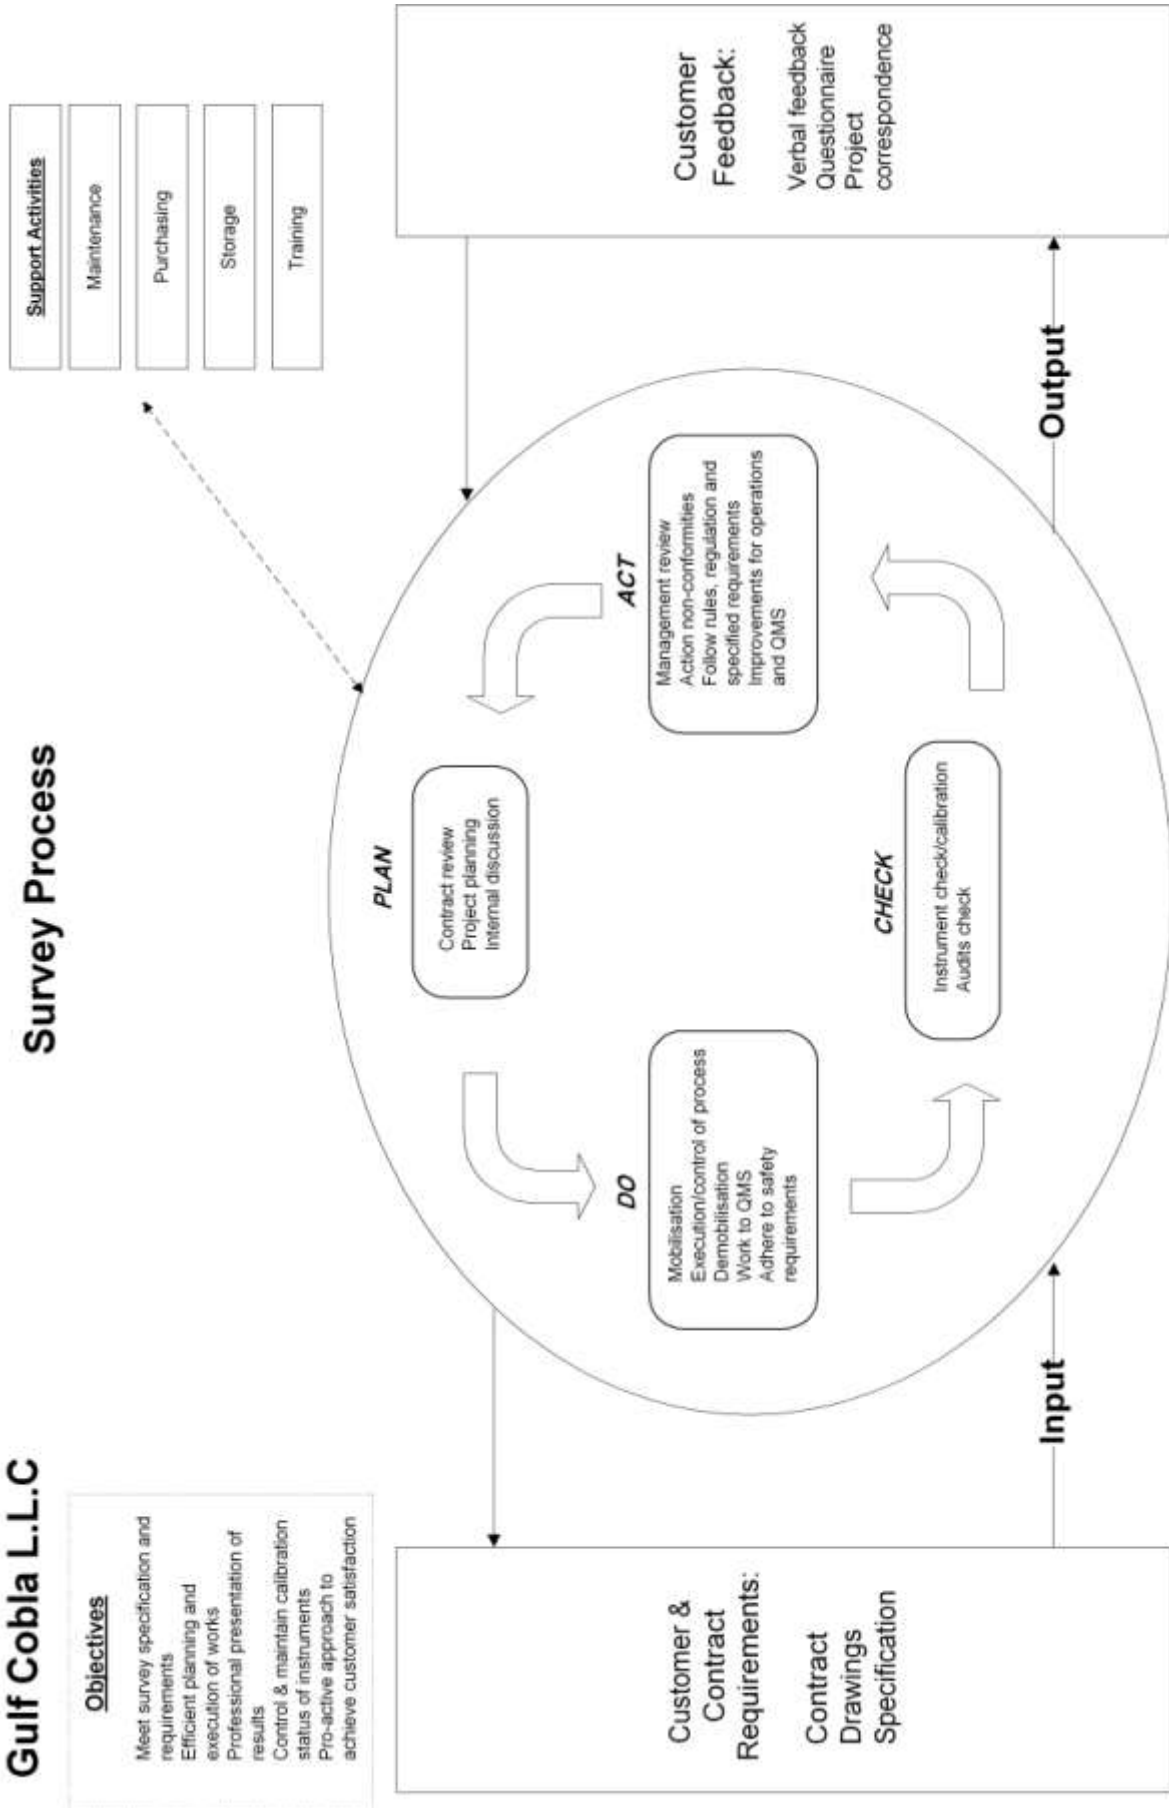 Gulf Cobla L.L.C
Survey Process
Objectives
Meet survey specification and
requirements
Efficient planning and
execution of works
Professional presentation of
results
Control & maintain calibration
status of instruments
Pro-active approach to
achieve customer satisfaction
Support Activities
Maintenance
Purchasing
Storage
Training
Customer &
Contract
Requirements:
Contract
Drawings
Specification
Input
PLAN
Contract review
Project planning
Internal discussion
DO
Mobilisation
Execution/control of process
Demobilisation
Work to QMS
Adhere to safety
requirements
CHECK
Instrument check/calibration
Audits check
ACT
Management review
Action non-conformities
Follow rules, regulation and
specified requirements
Improvements for operations
and QMS
Output
Customer
Feedback:
Verbal feedback
Questionnaire
Project
correspondence